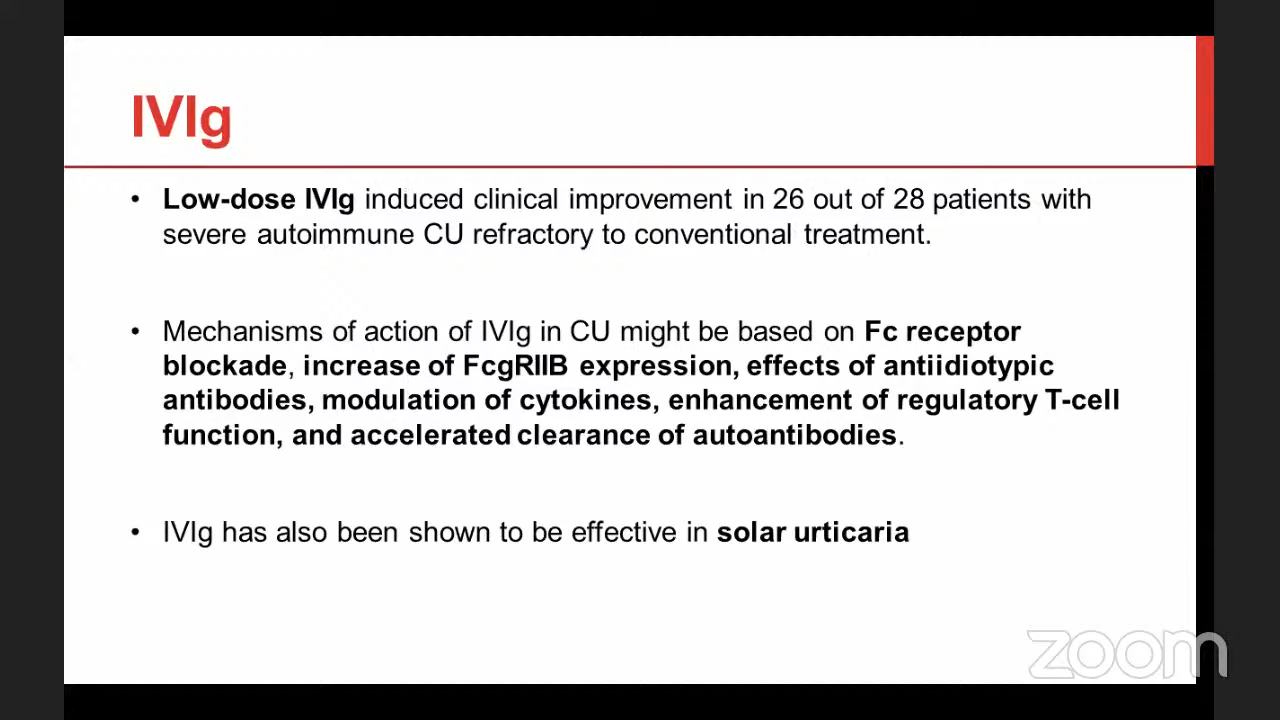 IVIg
• Low-dose IVIg induced clinical improvement in 26 out of 28 patients with
severe autoimmune CU refractory to conventional treatment.
• Mechanisms of action of IVIg in CU might be based on Fc receptor
blockade, increase of FcgRIIB expression, effects of antiidiotypic
antibodies, modulation of cytokines, enhancement of regulatory T-cell
function, and accelerated clearance of autoantibodies.
• IVIg has also been shown to be effective in solar urticaria
zoom